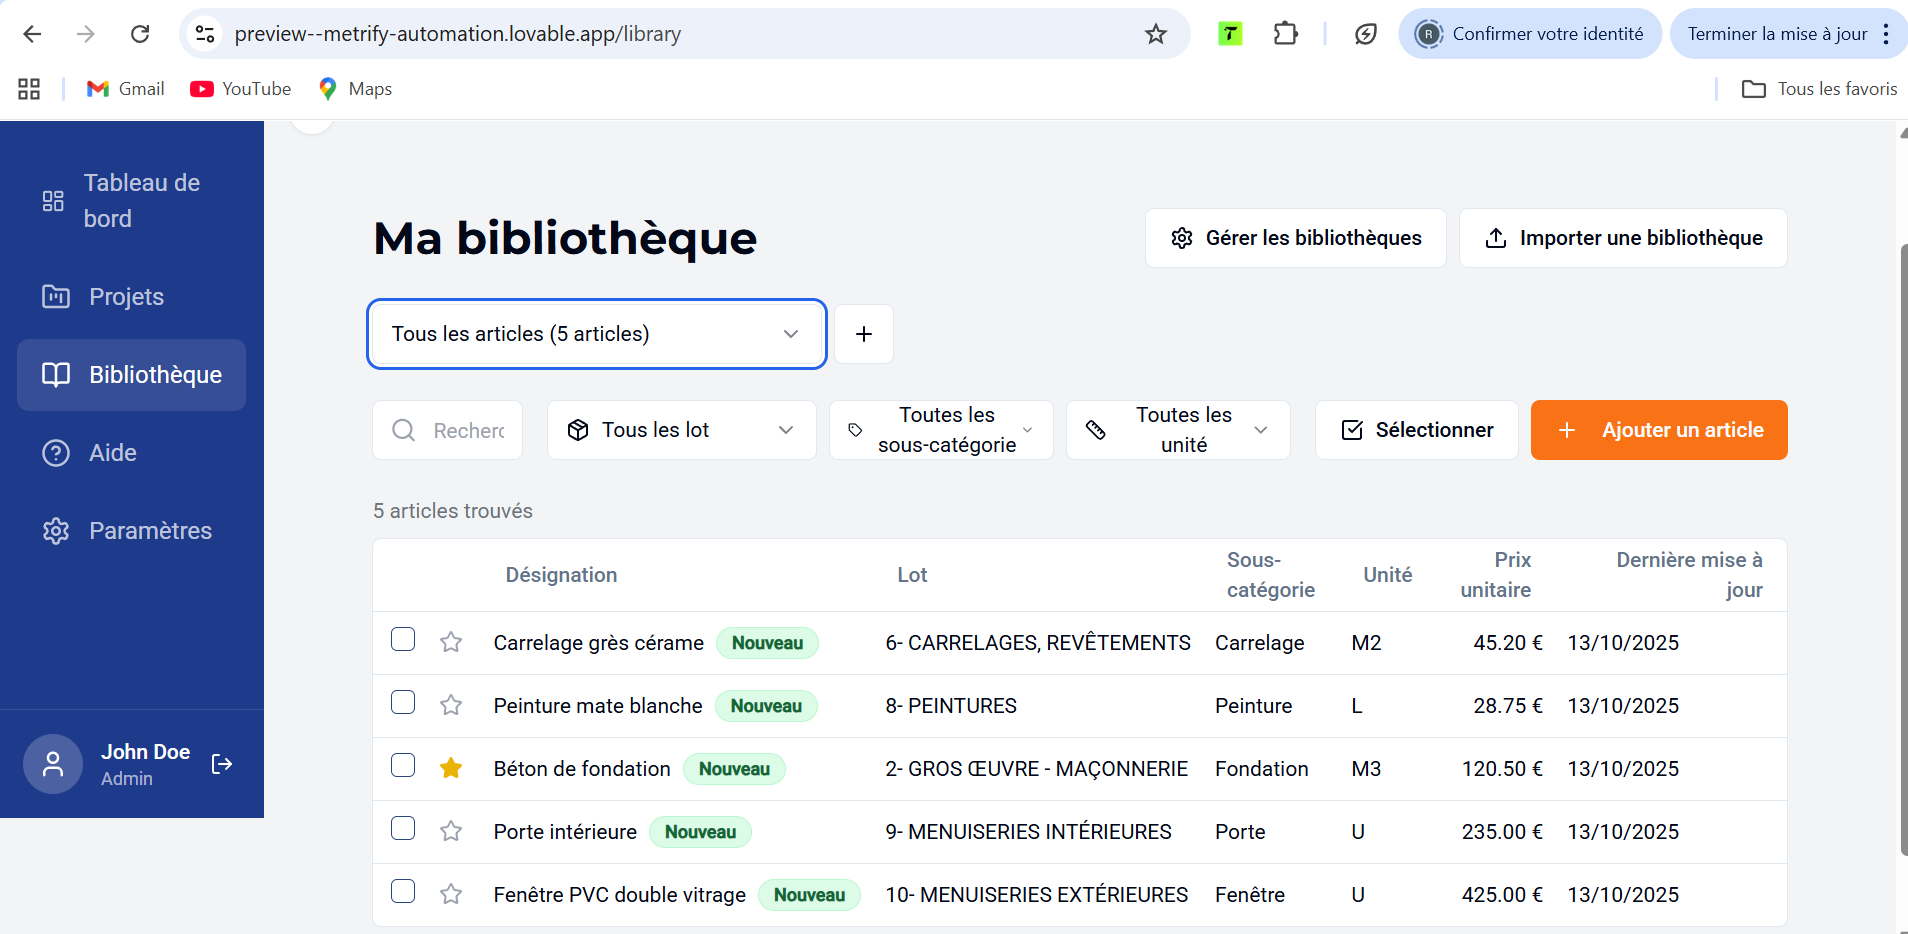 preview--metrify-automation.lovable.app/library
R
Confirmer votre identité
Terminer la mise à jour
Gmail
YouTube
Maps
Tous les favoris
Tableau de
bord
Projets
Bibliothèque
Aide
Paramètres
John Doe
Admin
Ma bibliothèque
Gérer les bibliothèques
Importer une bibliothèque
Tous les articles (5 articles)
Recherc
Tous les lot
Toutes les
sous-catégorie
Toutes les
unité
Sélectionner
Ajouter un article
5 articles trouvés
Désignation Lot Sous-catégorie Unité Prix unitaire Dernière mise à jour
Carrelage grès cérame Nouveau 6- CARRELAGES, REVÊTEMENTS Carrelage M2 45.20 € 13/10/2025
Peinture mate blanche Nouveau 8- PEINTURES Peinture L 28.75 € 13/10/2025
Béton de fondation Nouveau 2- GROS ŒUVRE - MAÇONNERIE Fondation M3 120.50 € 13/10/2025
Porte intérieure Nouveau 9- MENUISERIES INTÉRIEURES Porte U 235.00 € 13/10/2025
Fenêtre PVC double vitrage Nouveau 10- MENUISERIES EXTÉRIEURES Fenêtre U 425.00 € 13/10/2025